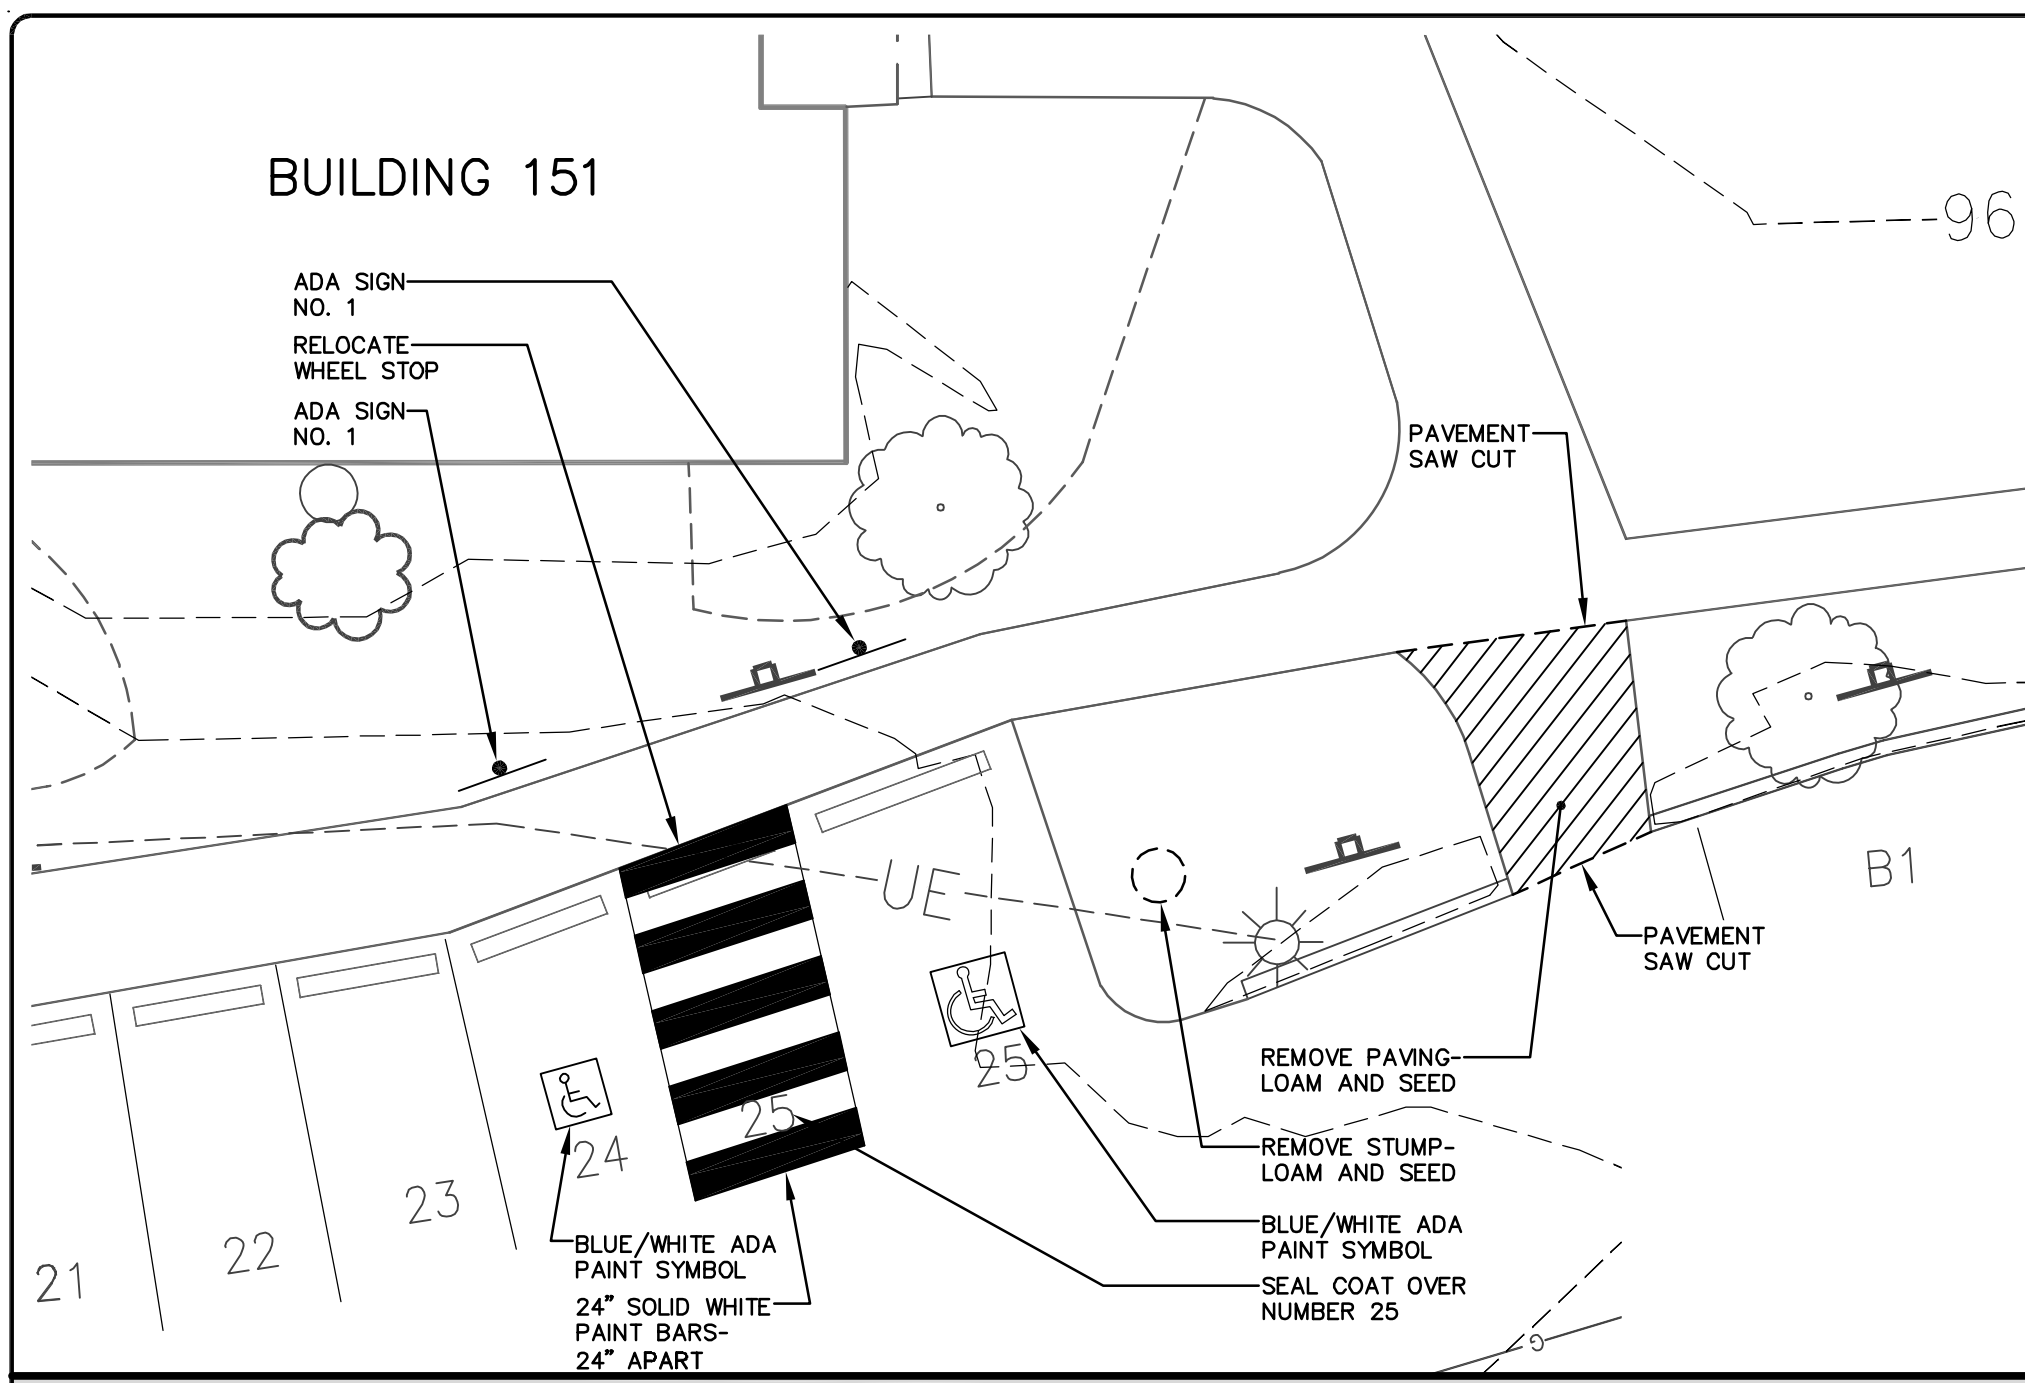 BUILDING 151
96
ADA SIGN
NO. 1
RELOCATE
WHEEL STOP
ADA SIGN
NO. 1
PAVEMENT
SAW CUT
UE
B1
PAVEMENT
SAW CUT
REMOVE PAVING-
LOAM AND SEED
25
25
24
23
22
21
REMOVE STUMP-
LOAM AND SEED
BLUE/WHITE ADA
PAINT SYMBOL
BLUE/WHITE ADA
PAINT SYMBOL
SEAL COAT OVER
NUMBER 25
24" SOLID WHITE
PAINT BARS-
24" APART
G